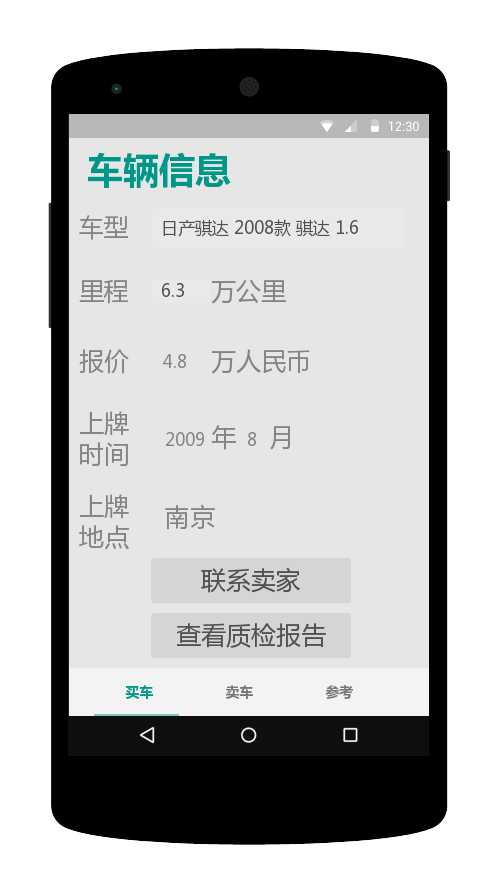 12:30
车辆信息
车型 日产骐达 2008款 骐达 1.6
里程 6.3 万公里
报价 4.8 万人民币
上牌
时间
2009 年 8 月
上牌
地点
南京
联系卖家
查看质检报告
买车 卖车 参考